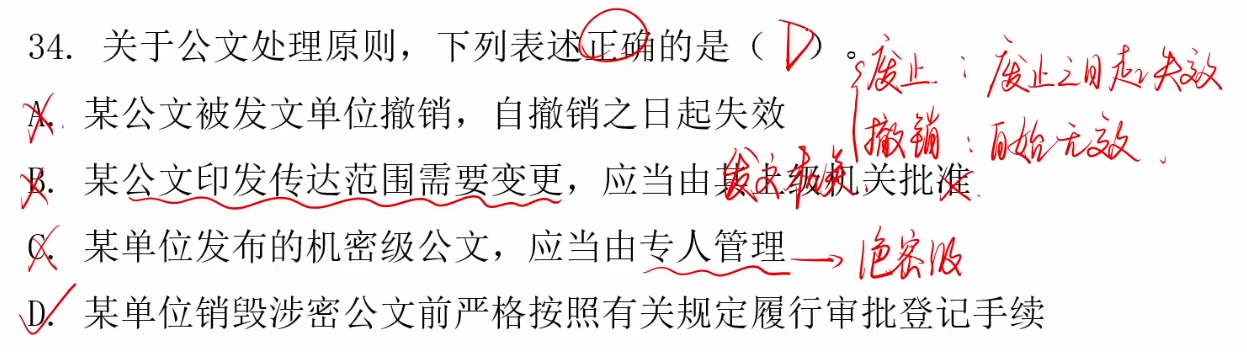 34. 关于公文处理原则，下列表述正确的是（ D ）。
废止：废止之日起失效
A. 某公文被发文单位撤销，自撤销之日起失效
撤销：自始无效
B. 某公文印发传达范围需要变更，应当由其上级机关批准
发文机关
C. 某单位发布的机密级公文，应当由专人管理 → 绝密级
D. 某单位销毁涉密公文前严格按照有关规定履行审批登记手续